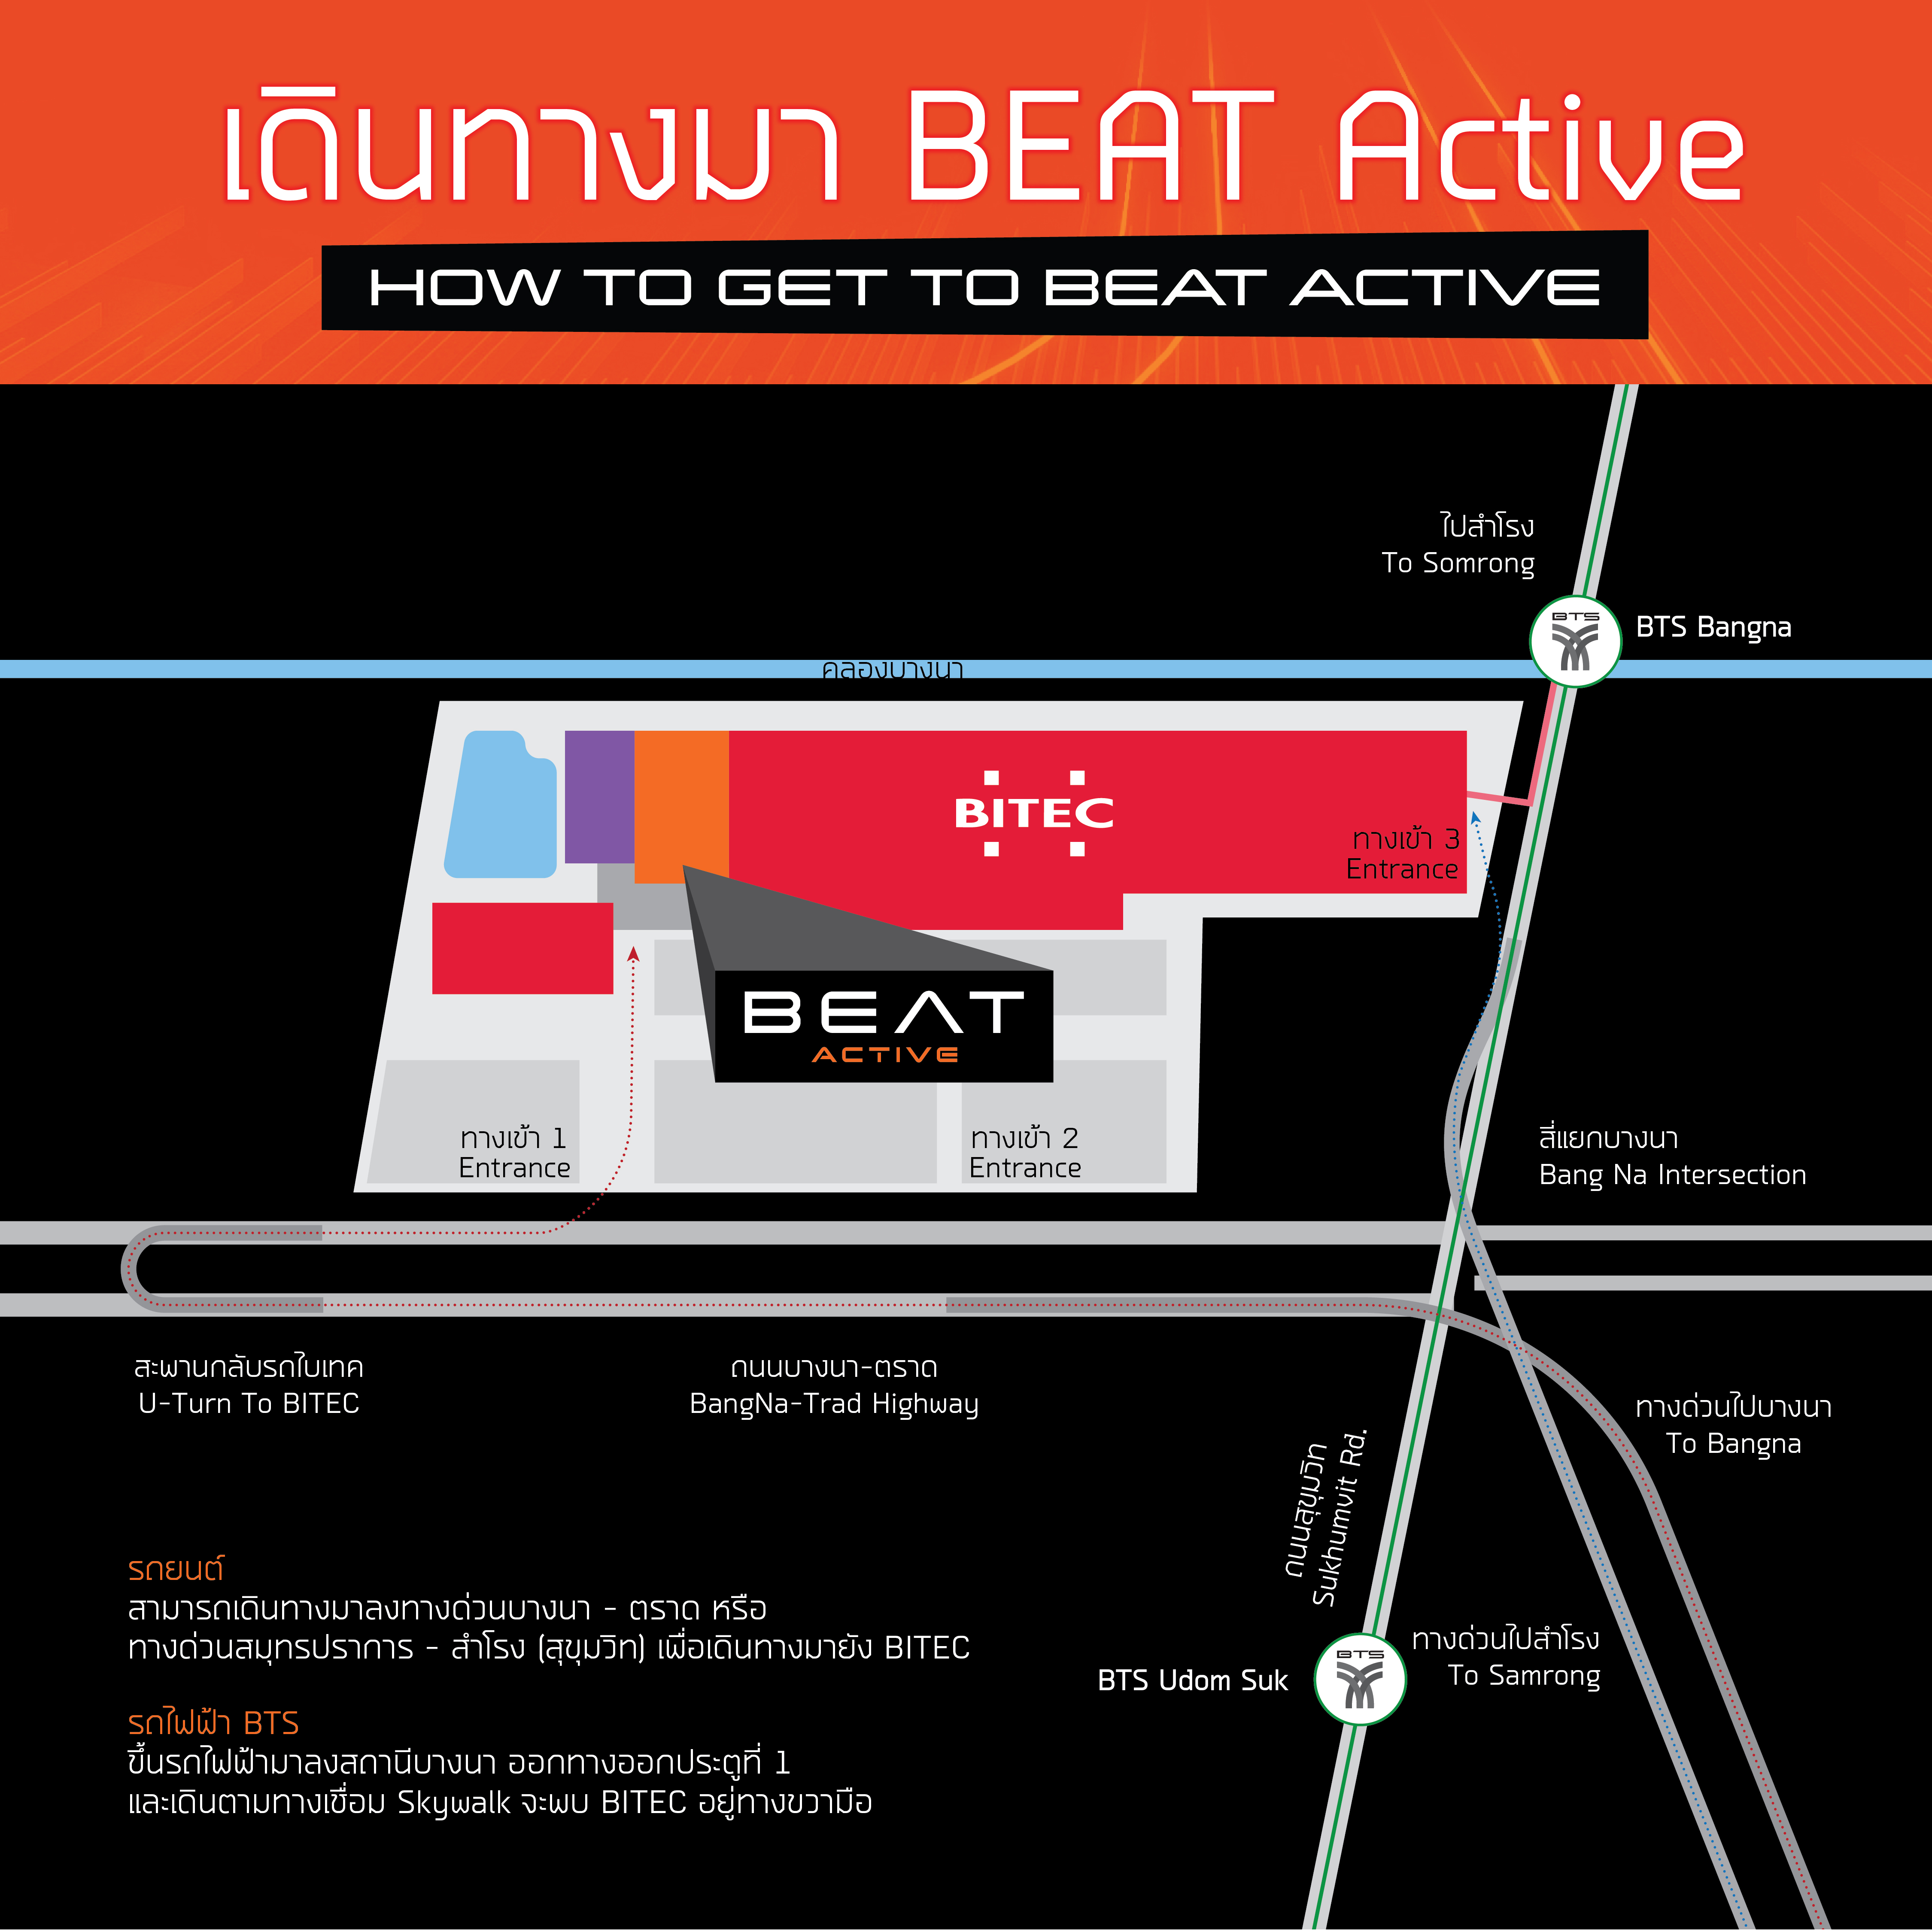 เดินทางมา BEAT Active
HOW TO GET TO BEAT ACTIVE
ไปสำโรง
To Somrong
BTS
BTS Bangna
คลองบางนา
BITEC
ทางเข้า 3
Entrance
BEAT
ACTIVE
ทางเข้า 1
Entrance
ทางเข้า 2
Entrance
สี่แยกบางนา
Bang Na Intersection
สะพานกลับรถไบเทค
U-Turn To BITEC
ถนนบางนา-ตราด
BangNa-Trad Highway
ทางด่วนไปบางนา
To Bangna
ถนนสุขุมวิท
Sukhumvit Rd.
รถยนต์
สามารถเดินทางมาลงทางด่วนบางนา - ตราด หรือ
ทางด่วนสมุทรปราการ - สำโรง (สุขุมวิท) เพื่อเดินทางมายัง BITEC
ทางด่วนไปสำโรง
To Samrong
BTS
BTS Udom Suk
รถไฟฟ้า BTS
ขึ้นรถไฟฟ้ามาลงสถานีบางนา ออกทางออกประตูที่ 1
และเดินตามทางเชื่อม Skywalk จะพบ BITEC อยู่ทางขวามือ